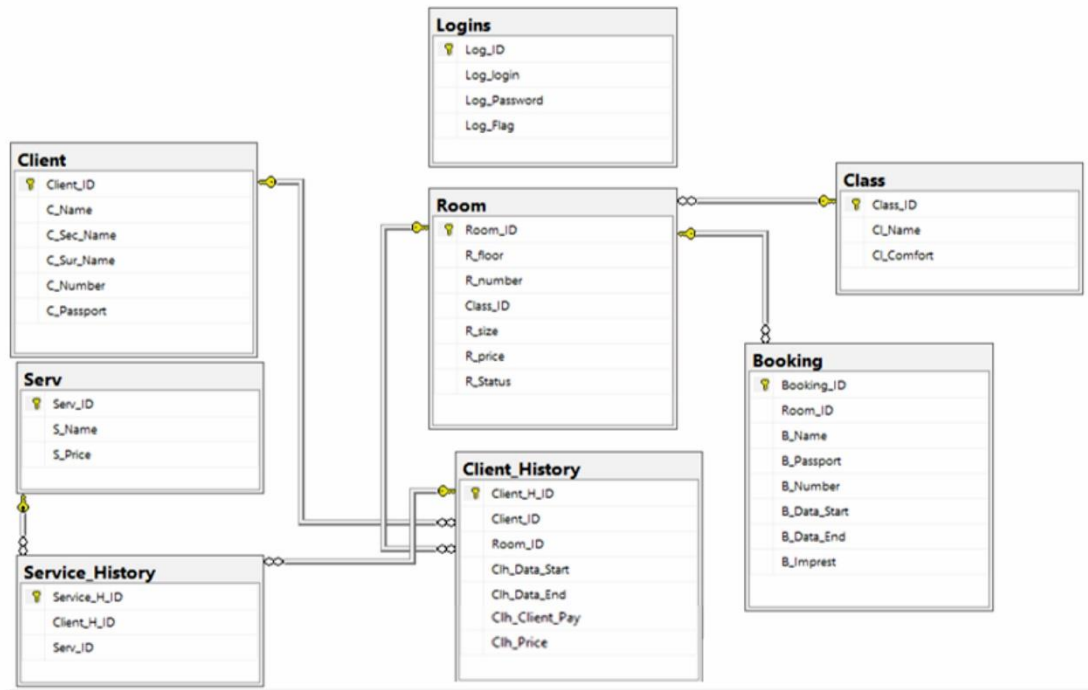 Logins
Log_ID
Log_login
Log_Password
Log_Flag
Client
Client_ID
C_Name
C_Sec_Name
C_Sur_Name
C_Number
C_Passport
Room
Room_ID
R_floor
R_number
Class_ID
R_size
R_price
R_Status
Class
Class_ID
Cl_Name
Cl_Comfort
Serv
Serv_ID
S_Name
S_Price
Booking
Booking_ID
Room_ID
B_Name
B_Passport
B_Number
B_Data_Start
B_Data_End
B_Imprest
Client_History
Client_H_ID
Client_ID
Room_ID
Clh_Data_Start
Clh_Data_End
Clh_Client_Pay
Clh_Price
Service_History
Service_H_ID
Client_H_ID
Serv_ID